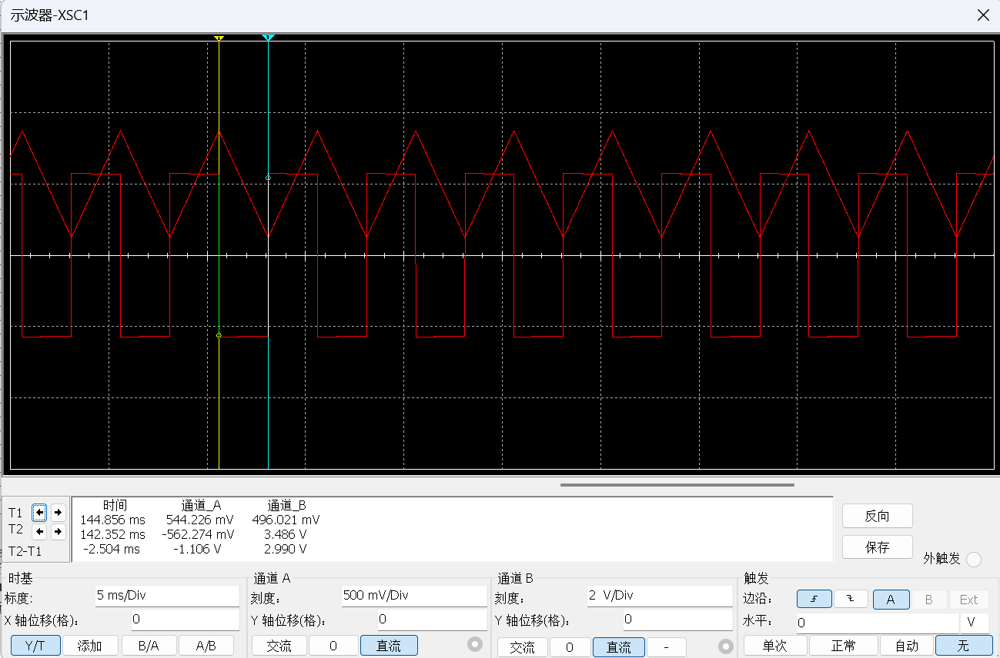 示波器-XSC1
2
1
时间 通道_A 通道_B
T1 144.856 ms 544.226 mV 496.021 mV
T2 142.352 ms -562.274 mV 3.486 V
T2-T1 -2.504 ms -1.106 V 2.990 V
反向
保存
外触发
时基
标度: 5 ms/Div
X 轴位移(格): 0
Y/T 添加 B/A A/B
通道 A
刻度: 500 mV/Div
Y 轴位移(格): 0
交流 0 直流
通道 B
刻度: 2 V/Div
Y 轴位移(格): 0
交流 0 直流 -
触发
边沿: A B Ext
水平: 0 V
单次 正常 自动 无